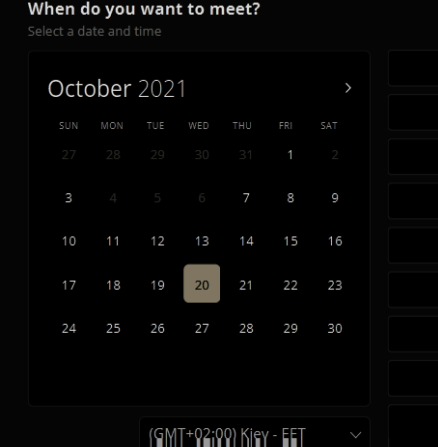 When do you want to meet?
Select a date and time
October 2021
SUN MON TUE WED THU FRI SAT
27 28 29 30 31 1 2
3 4 5 6 7 8 9
10 11 12 13 14 15 16
17 18 19 20 21 22 23
24 25 26 27 28 29 30
(GMT+02:00) Kiev - EET